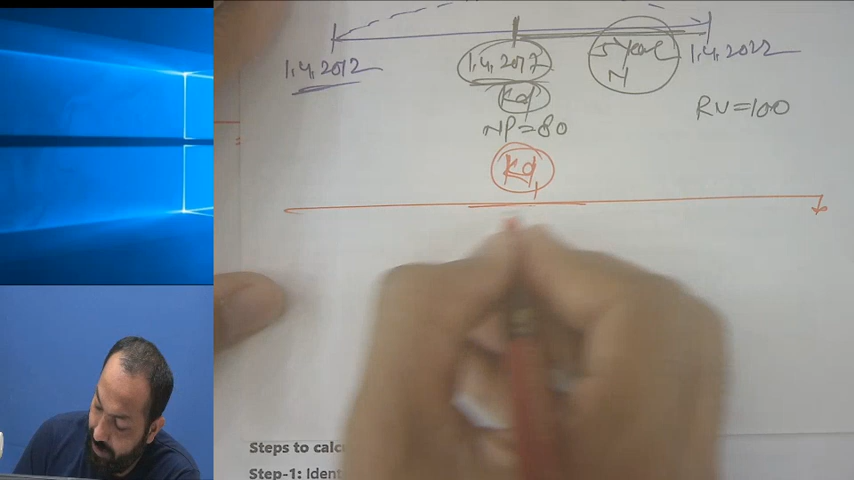 1.4.2012 1.4.2017 5 year 1.4.2022
N
Kd
NP=80 RV=100
Kd
Steps to calc
Step-1: Ident